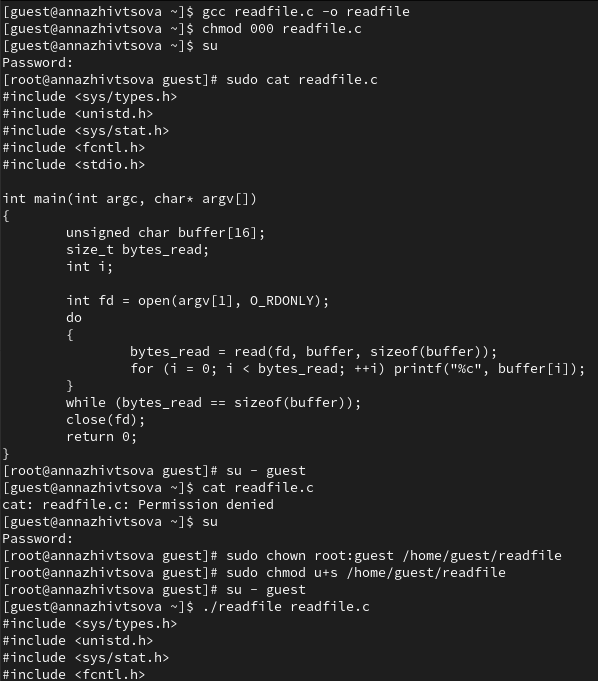 [guest@annazhivtsova ~]$ gcc readfile.c -o readfile
[guest@annazhivtsova ~]$ chmod 000 readfile.c
[guest@annazhivtsova ~]$ su
Password:
[root@annazhivtsova guest]# sudo cat readfile.c
#include <sys/types.h>
#include <unistd.h>
#include <sys/stat.h>
#include <fcntl.h>
#include <stdio.h>

int main(int argc, char* argv[])
{
        unsigned char buffer[16];
        size_t bytes_read;
        int i;

        int fd = open(argv[1], O_RDONLY);
        do
        {
                bytes_read = read(fd, buffer, sizeof(buffer));
                for (i = 0; i < bytes_read; ++i) printf("%c", buffer[i]);
        }
        while (bytes_read == sizeof(buffer));
        close(fd);
        return 0;
}
[root@annazhivtsova guest]# su - guest
[guest@annazhivtsova ~]$ cat readfile.c
cat: readfile.c: Permission denied
[guest@annazhivtsova ~]$ su
Password:
[root@annazhivtsova guest]# sudo chown root:guest /home/guest/readfile
[root@annazhivtsova guest]# sudo chmod u+s /home/guest/readfile
[root@annazhivtsova guest]# su - guest
[guest@annazhivtsova ~]$ ./readfile readfile.c
#include <sys/types.h>
#include <unistd.h>
#include <sys/stat.h>
#include <fcntl.h>